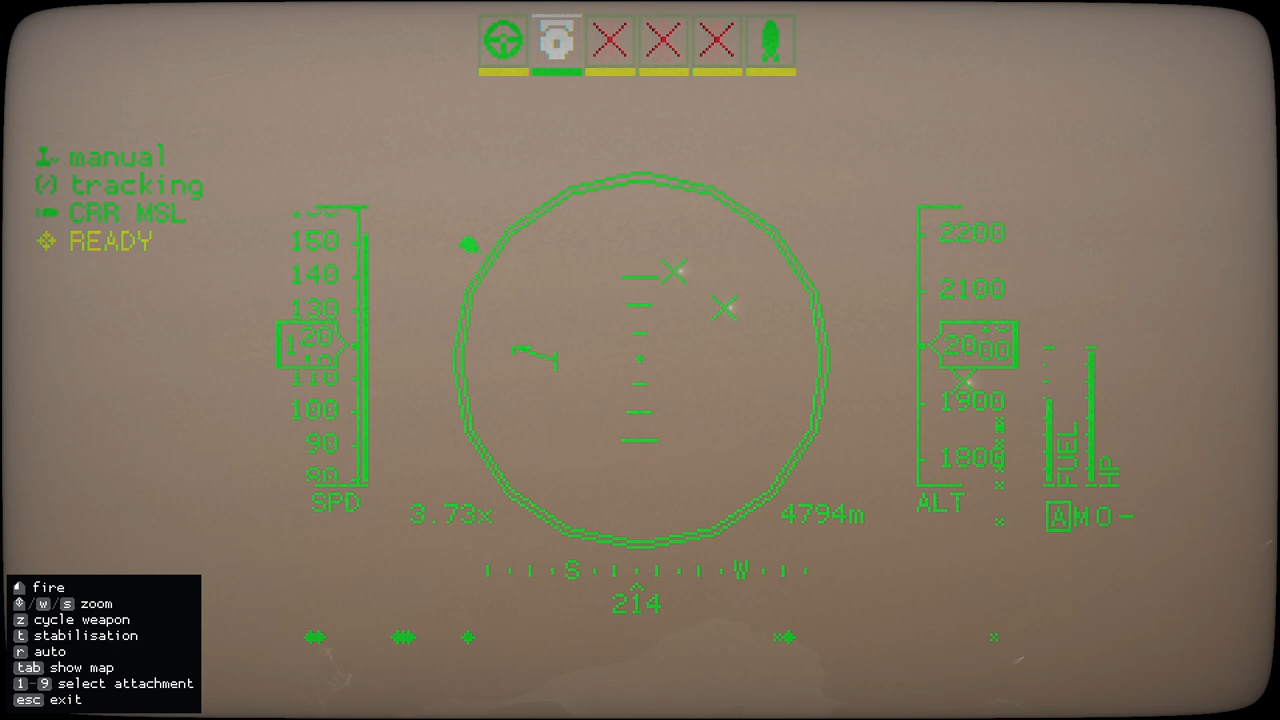 manual
tracking
CRR MSL
READY
150
140
130
120
110
100
90
80
SPD
2200
2100
2000
1900
1800
ALT
FUEL
HP
AMO-
3.73x
4794m
S W
214
fire
/w/s zoom
z cycle weapon
t stabilisation
r auto
tab show map
1-9 select attachment
esc exit